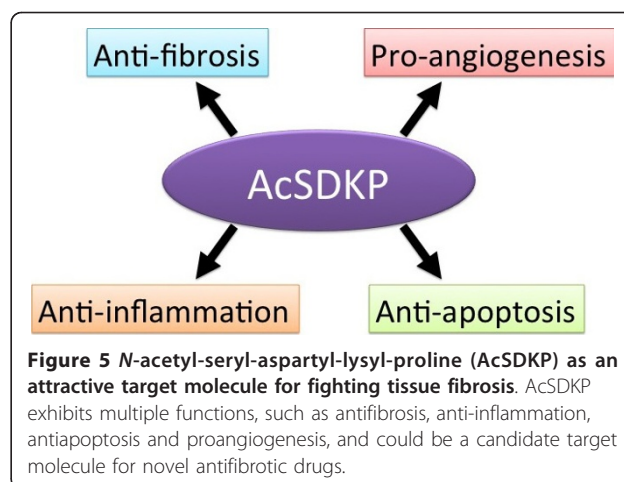 Anti-fibrosis
Pro-angiogenesis
AcSDKP
Anti-inflammation
Anti-apoptosis
Figure 5 N-acetyl-seryl-aspartyl-lysyl-proline (AcSDKP) as an
attractive target molecule for fighting tissue fibrosis. AcSDKP
exhibits multiple functions, such as antifibrosis, anti-inflammation,
antiapoptosis and proangiogenesis, and could be a candidate target
molecule for novel antifibrotic drugs.